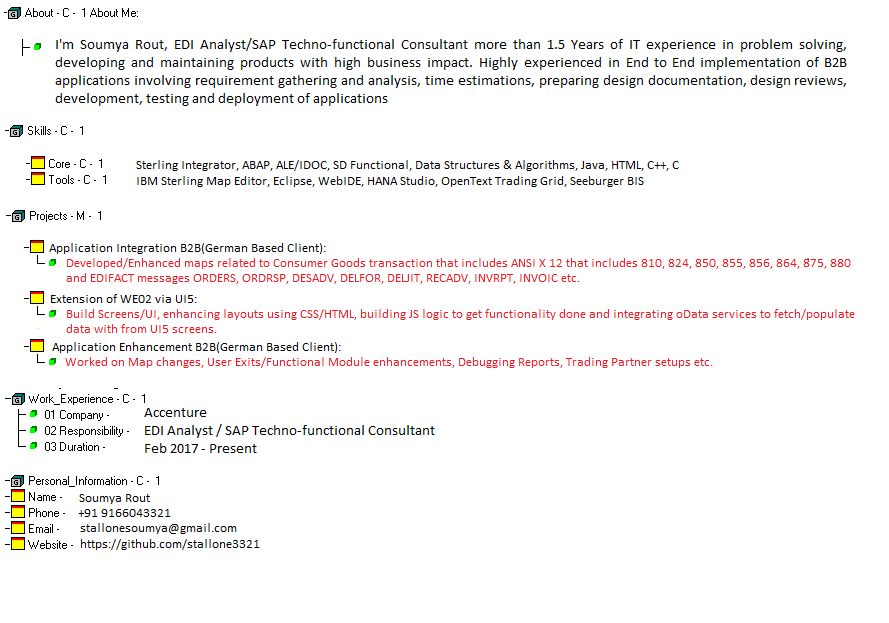 About - C - 1 About Me:
I'm Soumya Rout, EDI Analyst/SAP Techno-functional Consultant more than 1.5 Years of IT experience in problem solving,
developing and maintaining products with high business impact. Highly experienced in End to End implementation of B2B
applications involving requirement gathering and analysis, time estimations, preparing design documentation, design reviews,
development, testing and deployment of applications
Skills - C - 1
Core - C - 1 Sterling Integrator, ABAP, ALE/IDOC, SD Functional, Data Structures & Algorithms, Java, HTML, C++, C
Tools - C - 1 IBM Sterling Map Editor, Eclipse, WebIDE, HANA Studio, OpenText Trading Grid, Seeburger BIS
Projects - M - 1
Application Integration B2B(German Based Client):
Developed/Enhanced maps related to Consumer Goods transaction that includes ANSI X 12 that includes 810, 824, 850, 855, 856, 864, 875, 880
and EDIFACT messages ORDERS, ORDRSP, DESADV, DELFOR, DELJIT, RECADV, INVRPT, INVOIC etc.
Extension of WE02 via UI5:
Build Screens/UI, enhancing layouts using CSS/HTML, building JS logic to get functionality done and integrating oData services to fetch/populate
data with from UI5 screens.
Application Enhancement B2B(German Based Client):
Worked on Map changes, User Exits/Functional Module enhancements, Debugging Reports, Trading Partner setups etc.
Work_Experience - C - 1
01 Company - Accenture
02 Responsibility - EDI Analyst / SAP Techno-functional Consultant
03 Duration - Feb 2017 - Present
Personal_Information - C - 1
Name - Soumya Rout
Phone - +91 9166043321
Email - stallonesoumya@gmail.com
Website - https://github.com/stallone3321